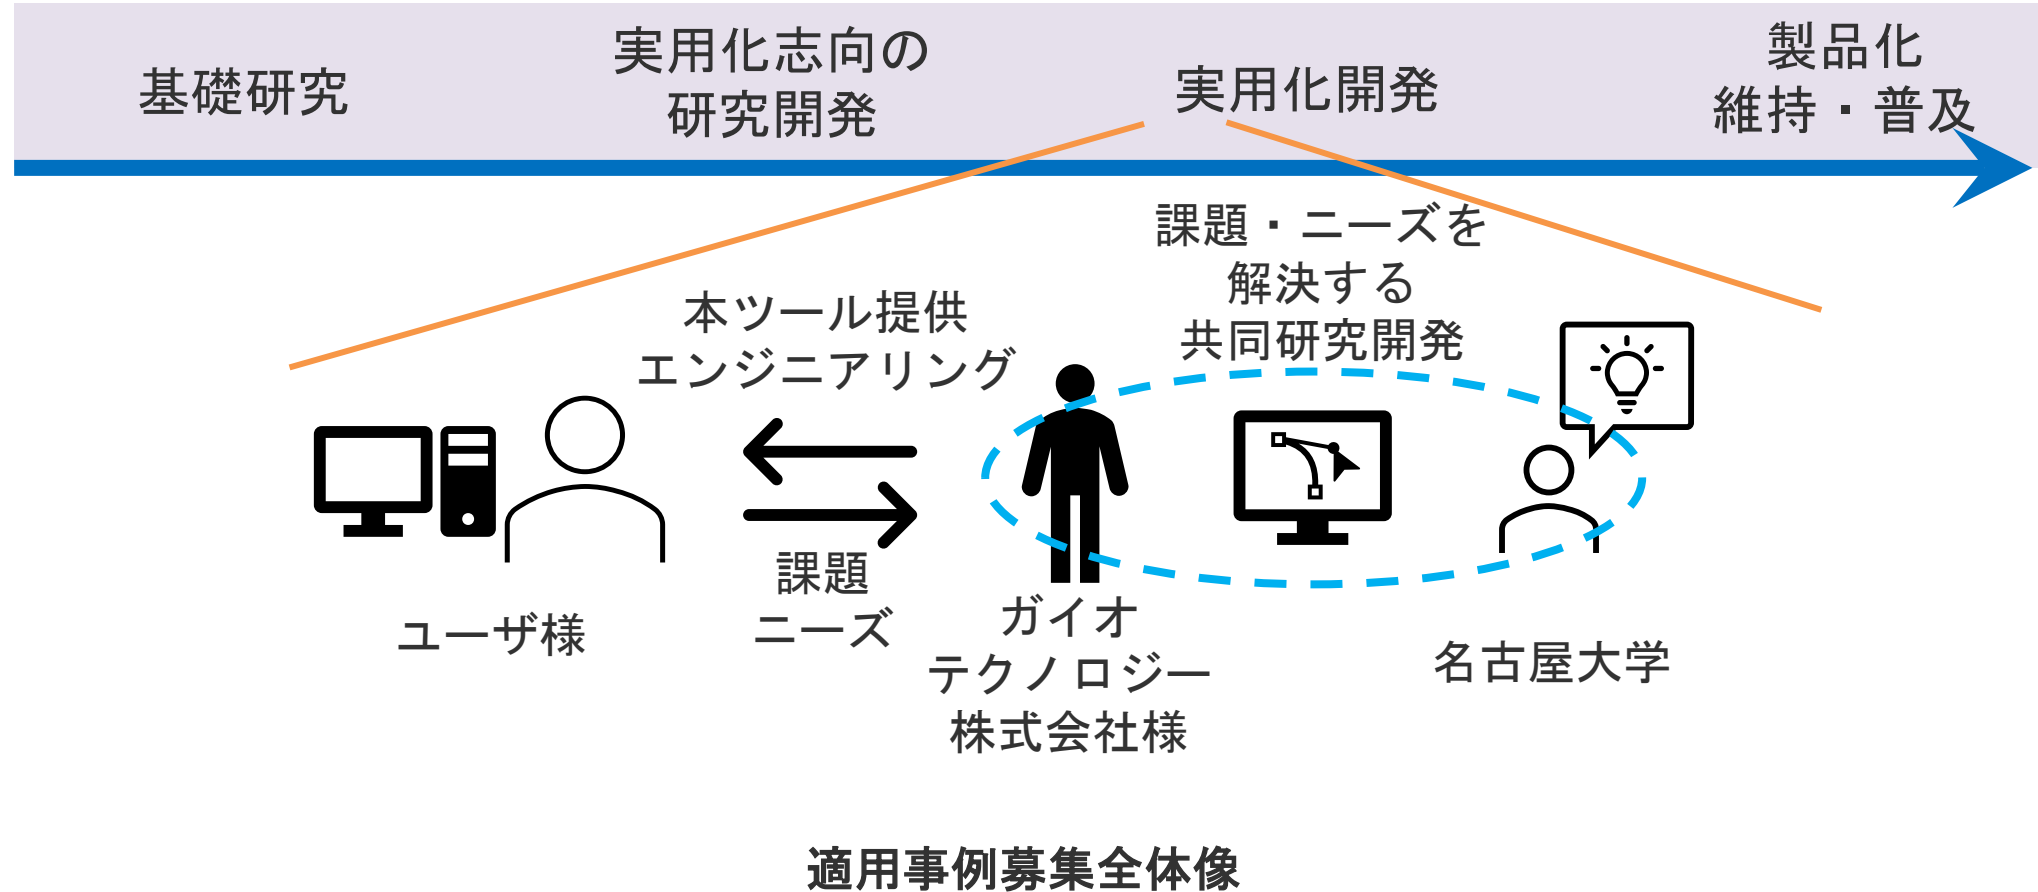 基礎研究
実用化志向の
研究開発
実用化開発
製品化
維持・普及
課題・ニーズを
解決する
共同研究開発
本ツール提供
エンジニアリング
課題
ニーズ
ユーザ様
ガイオ
テクノロジー
株式会社様
名古屋大学
適用事例募集全体像